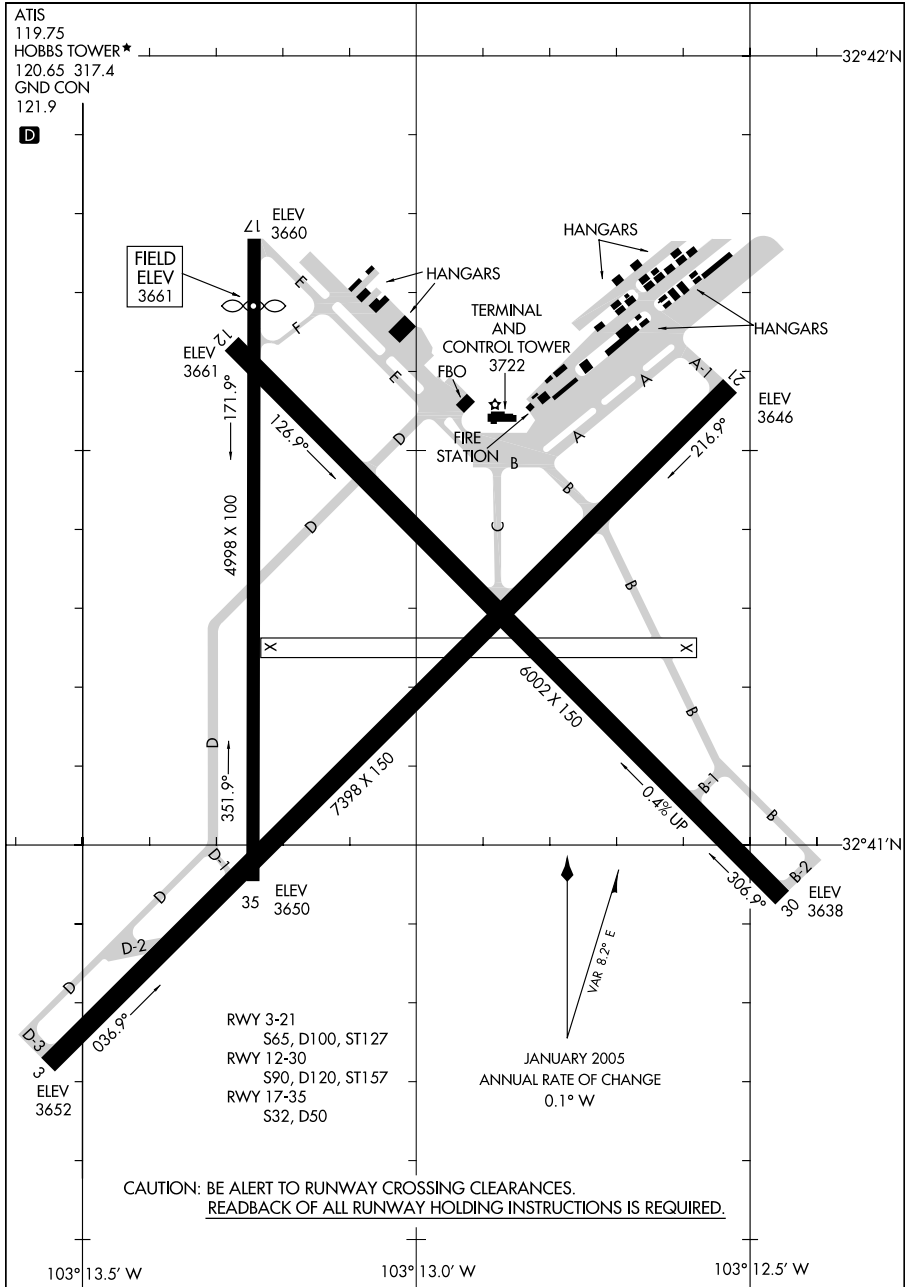 ATIS
119.75
HOBBS TOWER★
120.65 317.4
GND CON
121.9
D
32°42'N
17
ELEV
3660
FIELD
ELEV
3661
HANGARS
HANGARS
TERMINAL
AND
CONTROL TOWER
3722
HANGARS
E
F
E
12
ELEV
3661
FBO
A
A-1
21
ELEV
3646
171.9°
126.9°
D
FIRE
STATION
A
B
216.9°
4998 X 100
D
C
B
B
X
X
6002 X 150
B
D
351.9°
7398 X 150
0.4% UP
B-1
B
32°41'N
D-1
35
ELEV
3650
306.9°
B-2
30
ELEV
3638
D
D-2
VAR 8.2° E
D
D-3
036.9°
3
ELEV
3652
RWY 3-21
S65, D100, ST127
RWY 12-30
S90, D120, ST157
RWY 17-35
S32, D50
JANUARY 2005
ANNUAL RATE OF CHANGE
0.1° W
CAUTION: BE ALERT TO RUNWAY CROSSING CLEARANCES.
READBACK OF ALL RUNWAY HOLDING INSTRUCTIONS IS REQUIRED.
103° 13.5' W
103° 13.0' W
103° 12.5' W